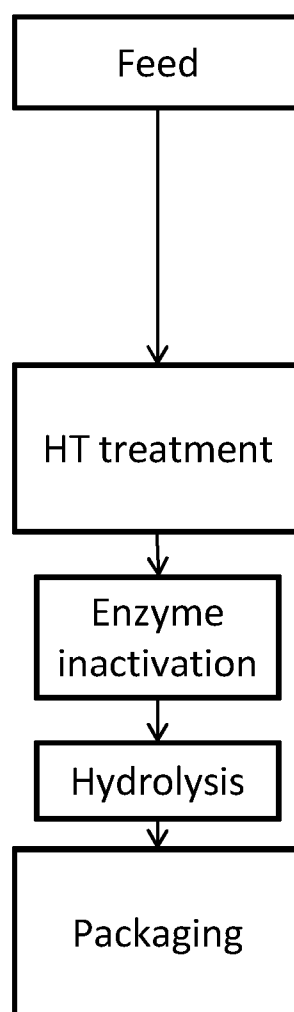 Feed
HT treatment
Enzyme
inactivation
Hydrolysis
Packaging